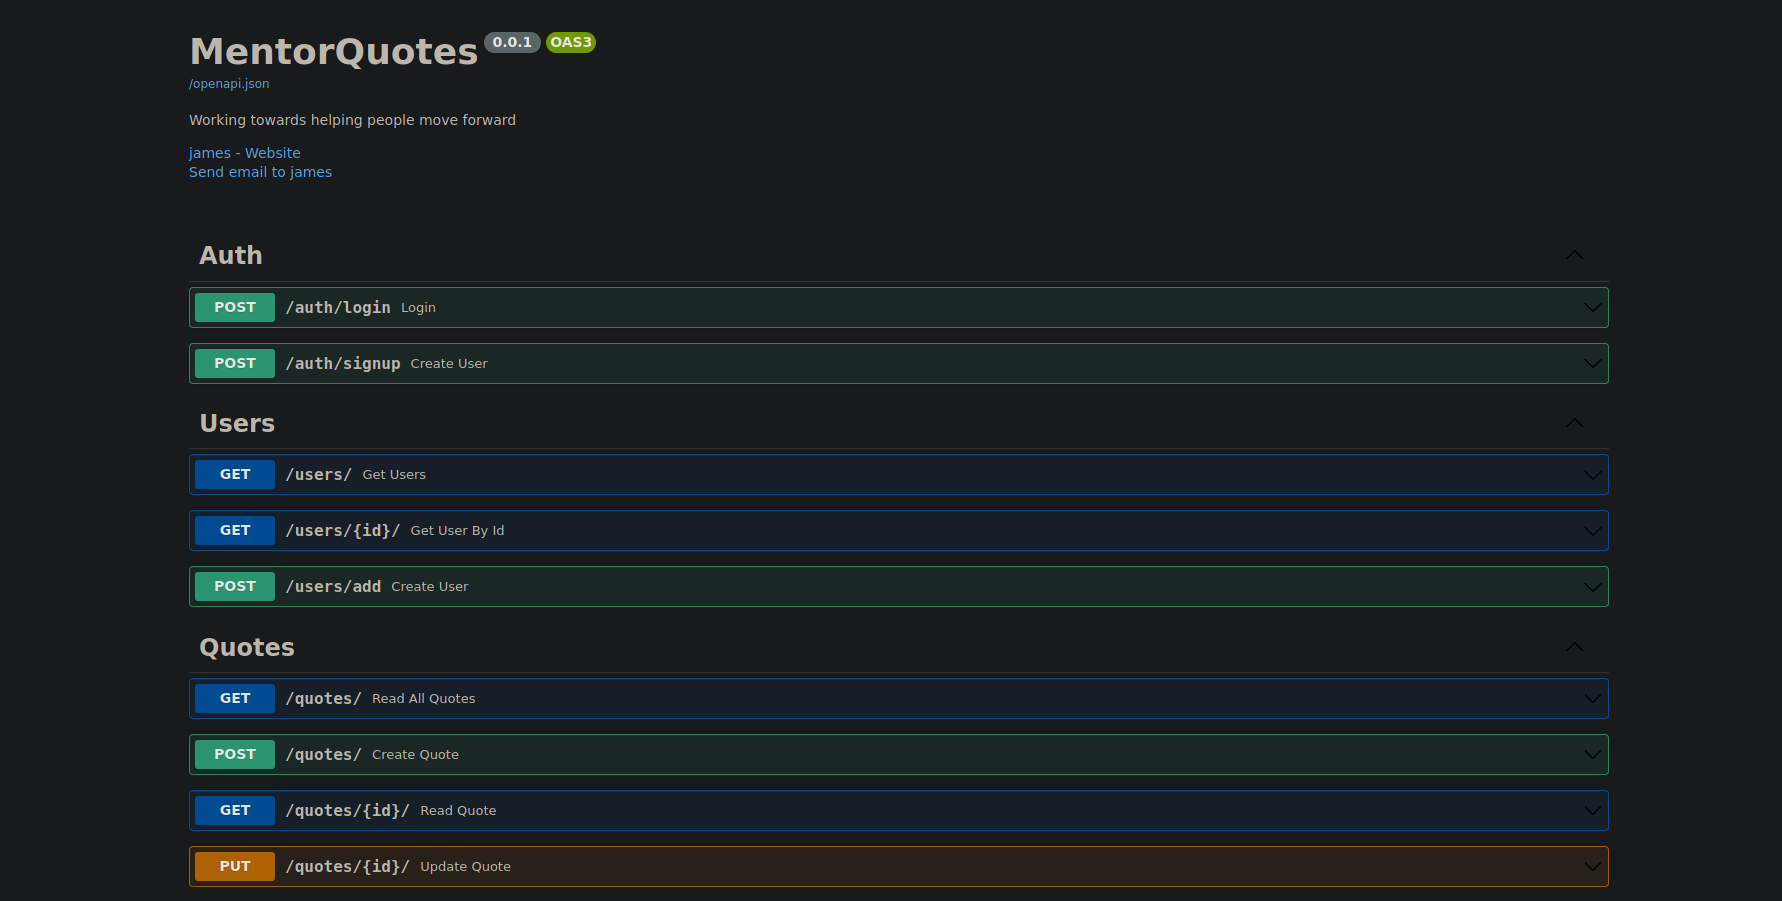 MentorQuotes 0.0.1 OAS3
/openapi.json
Working towards helping people move forward
james - Website
Send email to james
Auth
POST /auth/login Login
POST /auth/signup Create User
Users
GET /users/ Get Users
GET /users/{id}/ Get User By Id
POST /users/add Create User
Quotes
GET /quotes/ Read All Quotes
POST /quotes/ Create Quote
GET /quotes/{id}/ Read Quote
PUT /quotes/{id}/ Update Quote